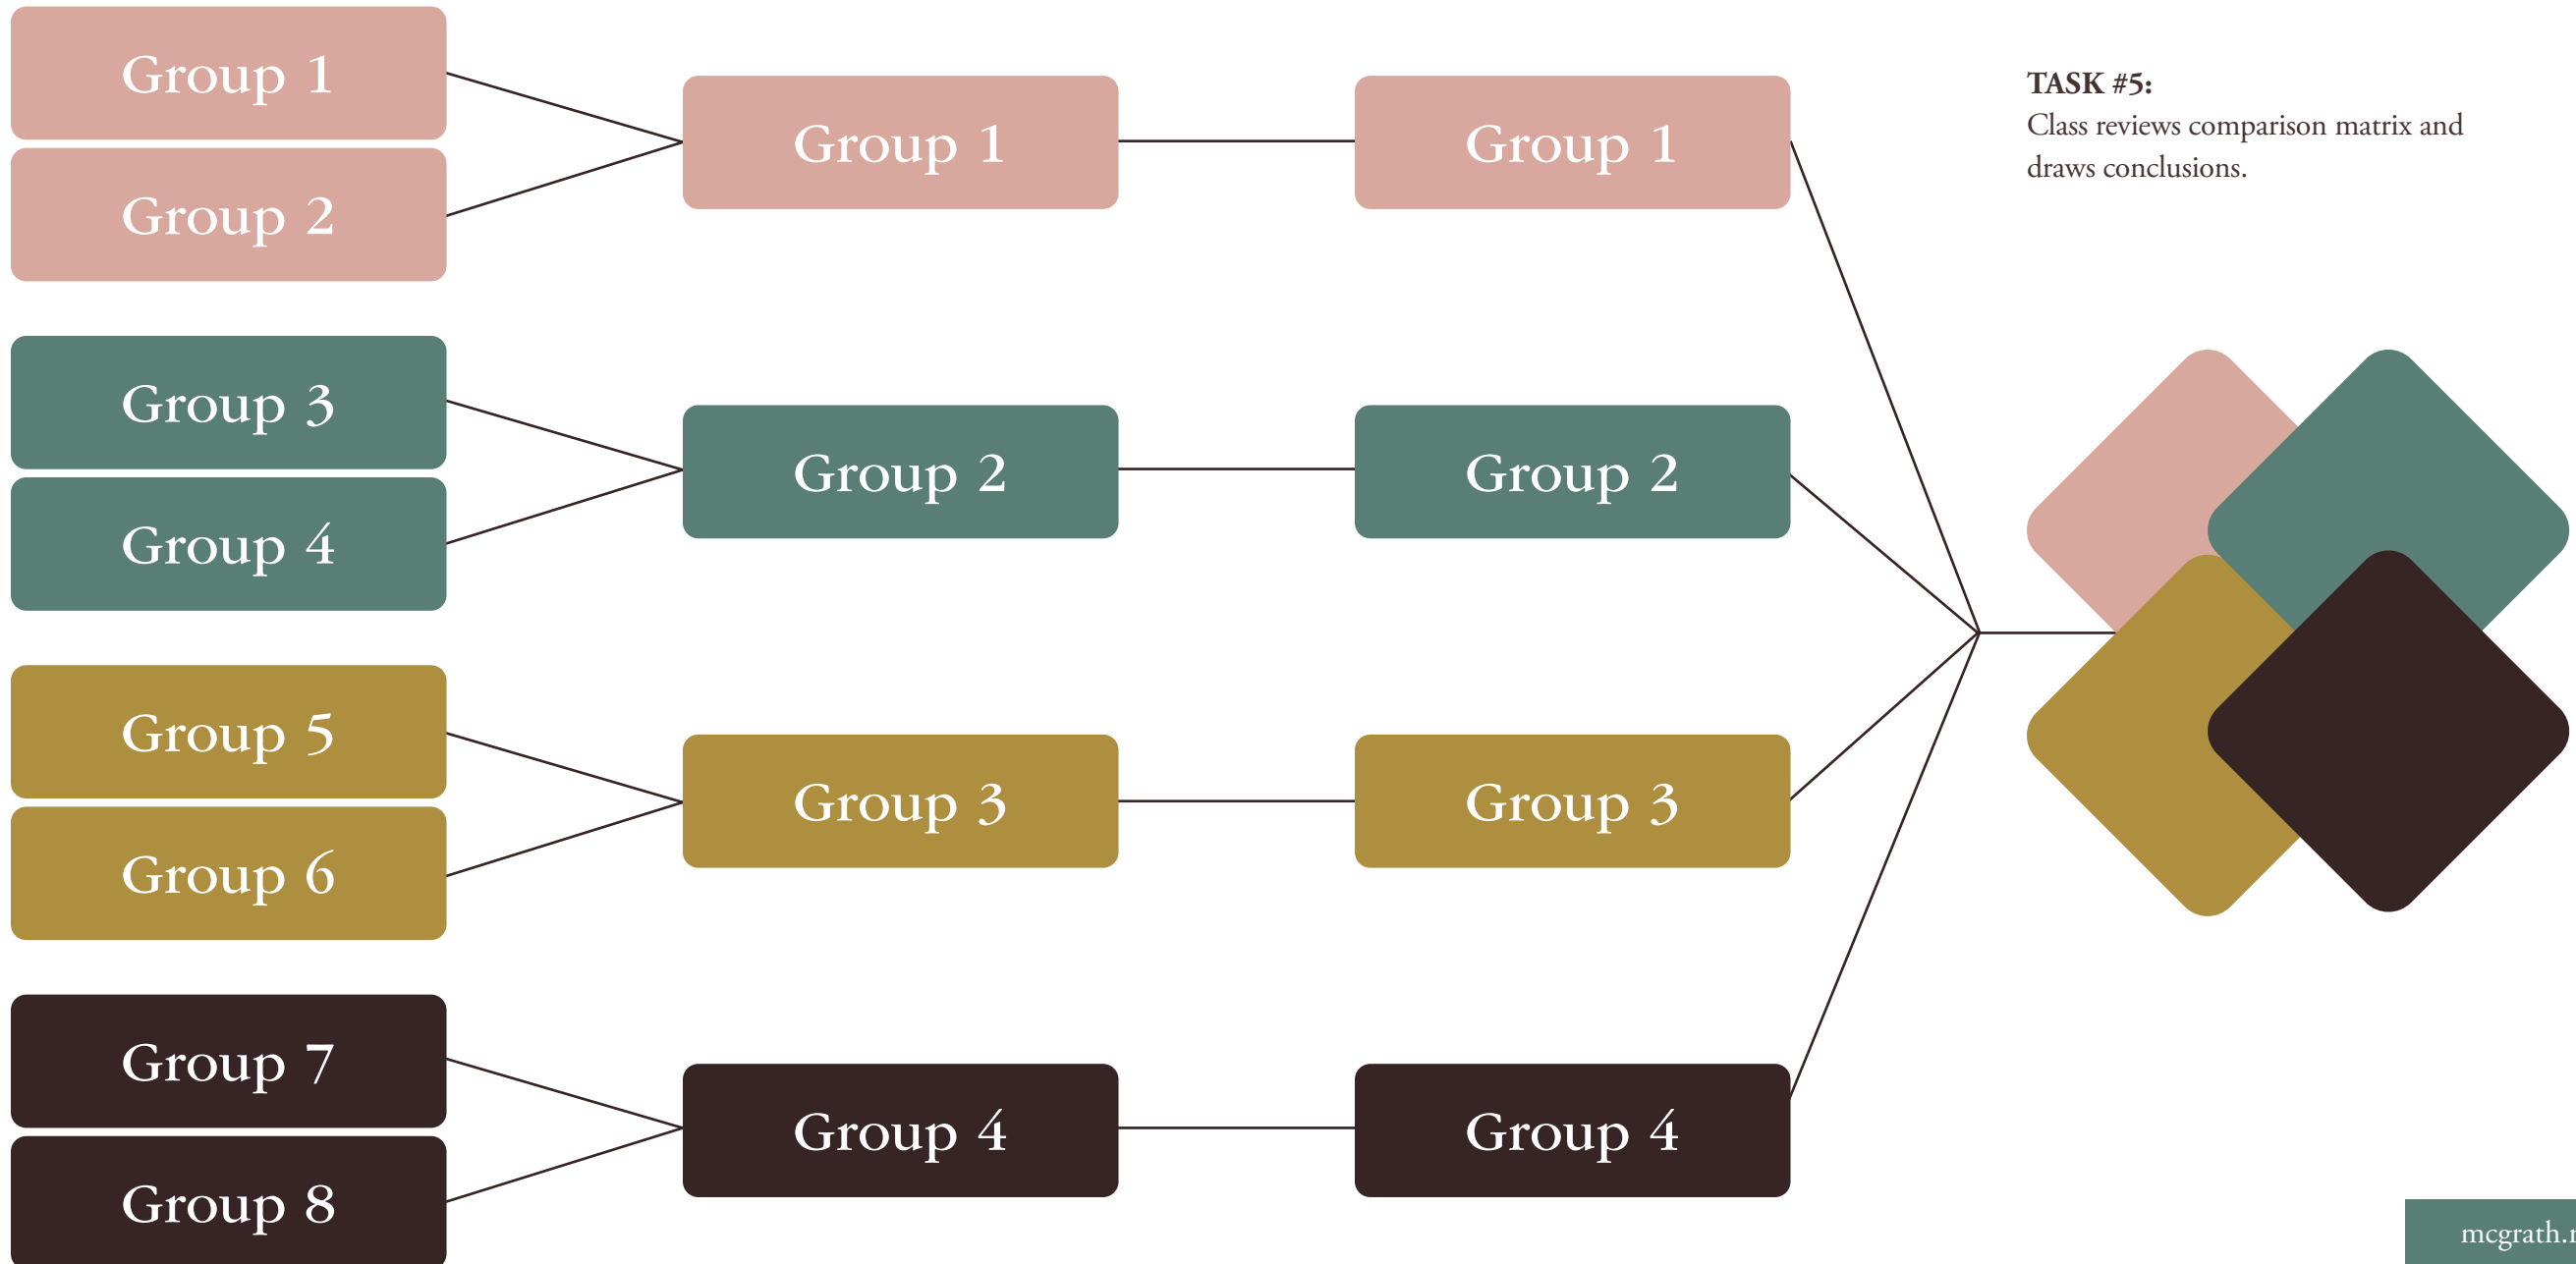 Group 1
Group 2
Group 3
Group 4
Group 5
Group 6
Group 7
Group 8
Group 1
Group 2
Group 3
Group 4
Group 1
Group 2
Group 3
Group 4
TASK #5:
Class reviews comparison matrix and
draws conclusions.